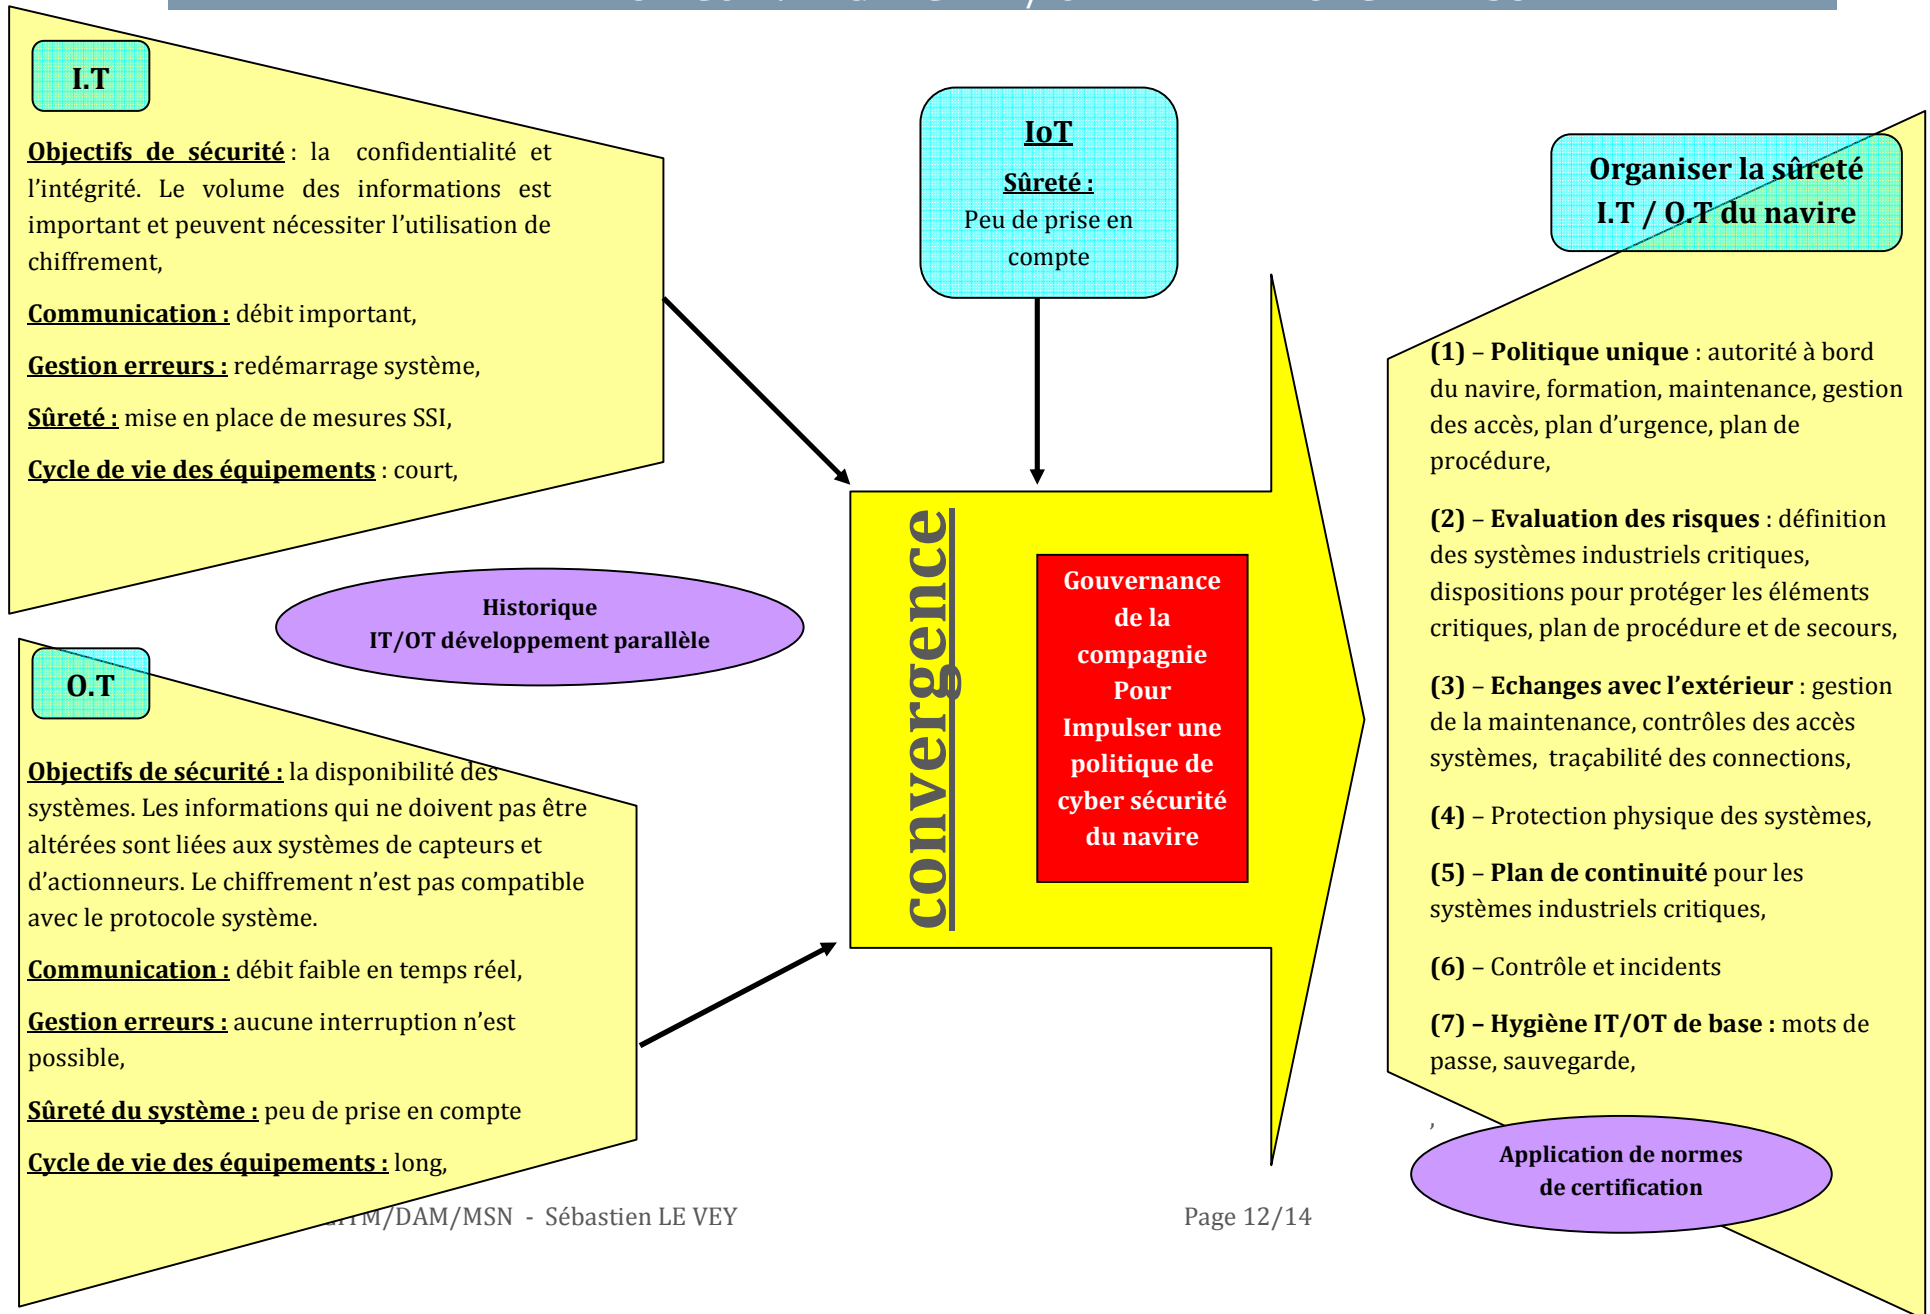 I.T
Objectifs de sécurité : la confidentialité et
l'intégrité. Le volume des informations est
important et peuvent nécessiter l'utilisation de
chiffrement,
Communication : débit important,
Gestion erreurs : redémarrage système,
Sûreté : mise en place de mesures SSI,
Cycle de vie des équipements : court,
Historique
IT/OT développement parallèle
O.T
Objectifs de sécurité : la disponibilité des
systèmes. Les informations qui ne doivent pas être
altérées sont liées aux systèmes de capteurs et
d'actionneurs. Le chiffrement n'est pas compatible
avec le protocole système.
Communication : débit faible en temps réel,
Gestion erreurs : aucune interruption n'est
possible,
Sûreté du système : peu de prise en compte
Cycle de vie des équipements : long,
IoT
Sûreté :
Peu de prise en
compte
convergence
Gouvernance
de la
compagnie
Pour
Impulser une
politique de
cyber sécurité
du navire
Organiser la sûreté
I.T / O.T du navire
(1) – Politique unique : autorité à bord
du navire, formation, maintenance, gestion
des accès, plan d'urgence, plan de
procédure,
(2) – Evaluation des risques : définition
des systèmes industriels critiques,
dispositions pour protéger les éléments
critiques, plan de procédure et de secours,
(3) – Echanges avec l'extérieur : gestion
de la maintenance, contrôles des accès
systèmes, traçabilité des connections,
(4) – Protection physique des systèmes,
(5) – Plan de continuité pour les
systèmes industriels critiques,
(6) – Contrôle et incidents
(7) – Hygiène IT/OT de base : mots de
passe, sauvegarde,
,
Application de normes
de certification
/DAM/MSN - Sébastien LE VEY
Page 12/14